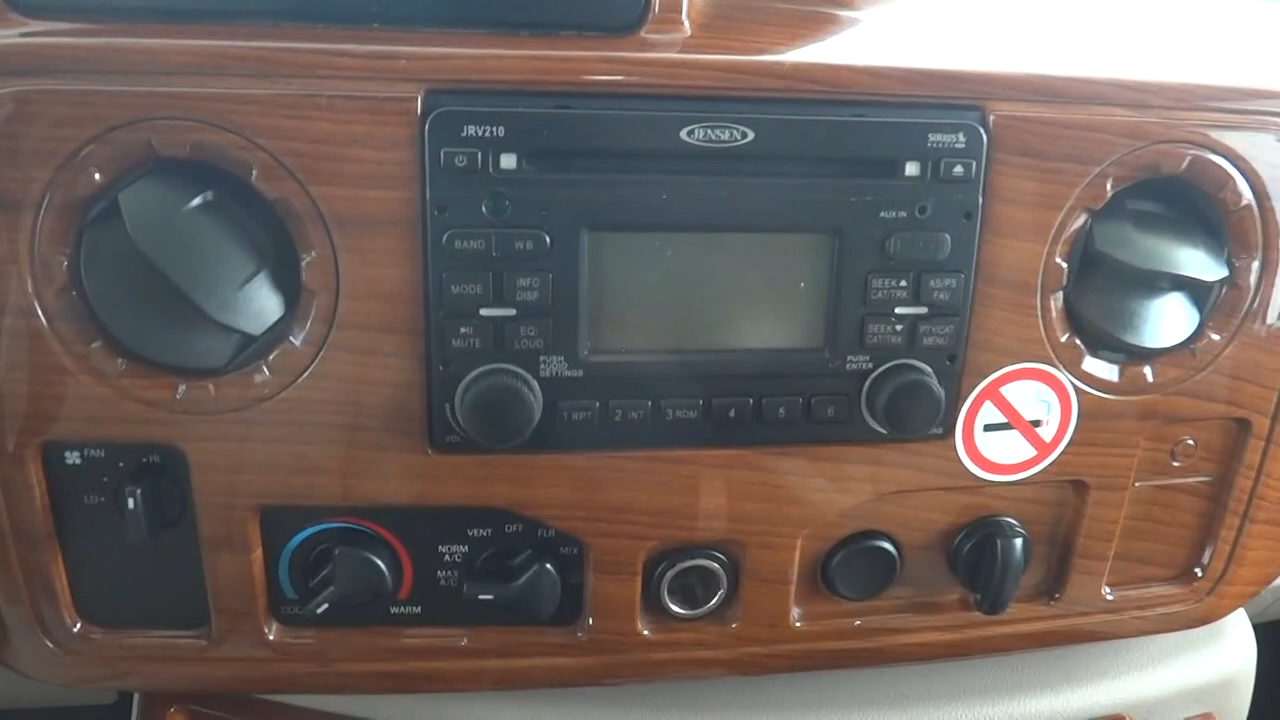 JRV210
JENSEN
SIRIUS
READY
AUX IN
BAND
WB
MODE
INFO
DISP
SEEK▲
CAT/TRK
AS/PS
FAV
MUTE
EQ/
LOUD
SEEK▼
CAT/TRK
PTY/CAT
MENU
PUSH
AUDIO
SETTINGS
PUSH
ENTER
1 RPT
2 INT
3 RDM
4
5
6
FAN
HI
LO
WARM
VENT
OFF
FLR
MIX
NORM
A/C
MAX
A/C